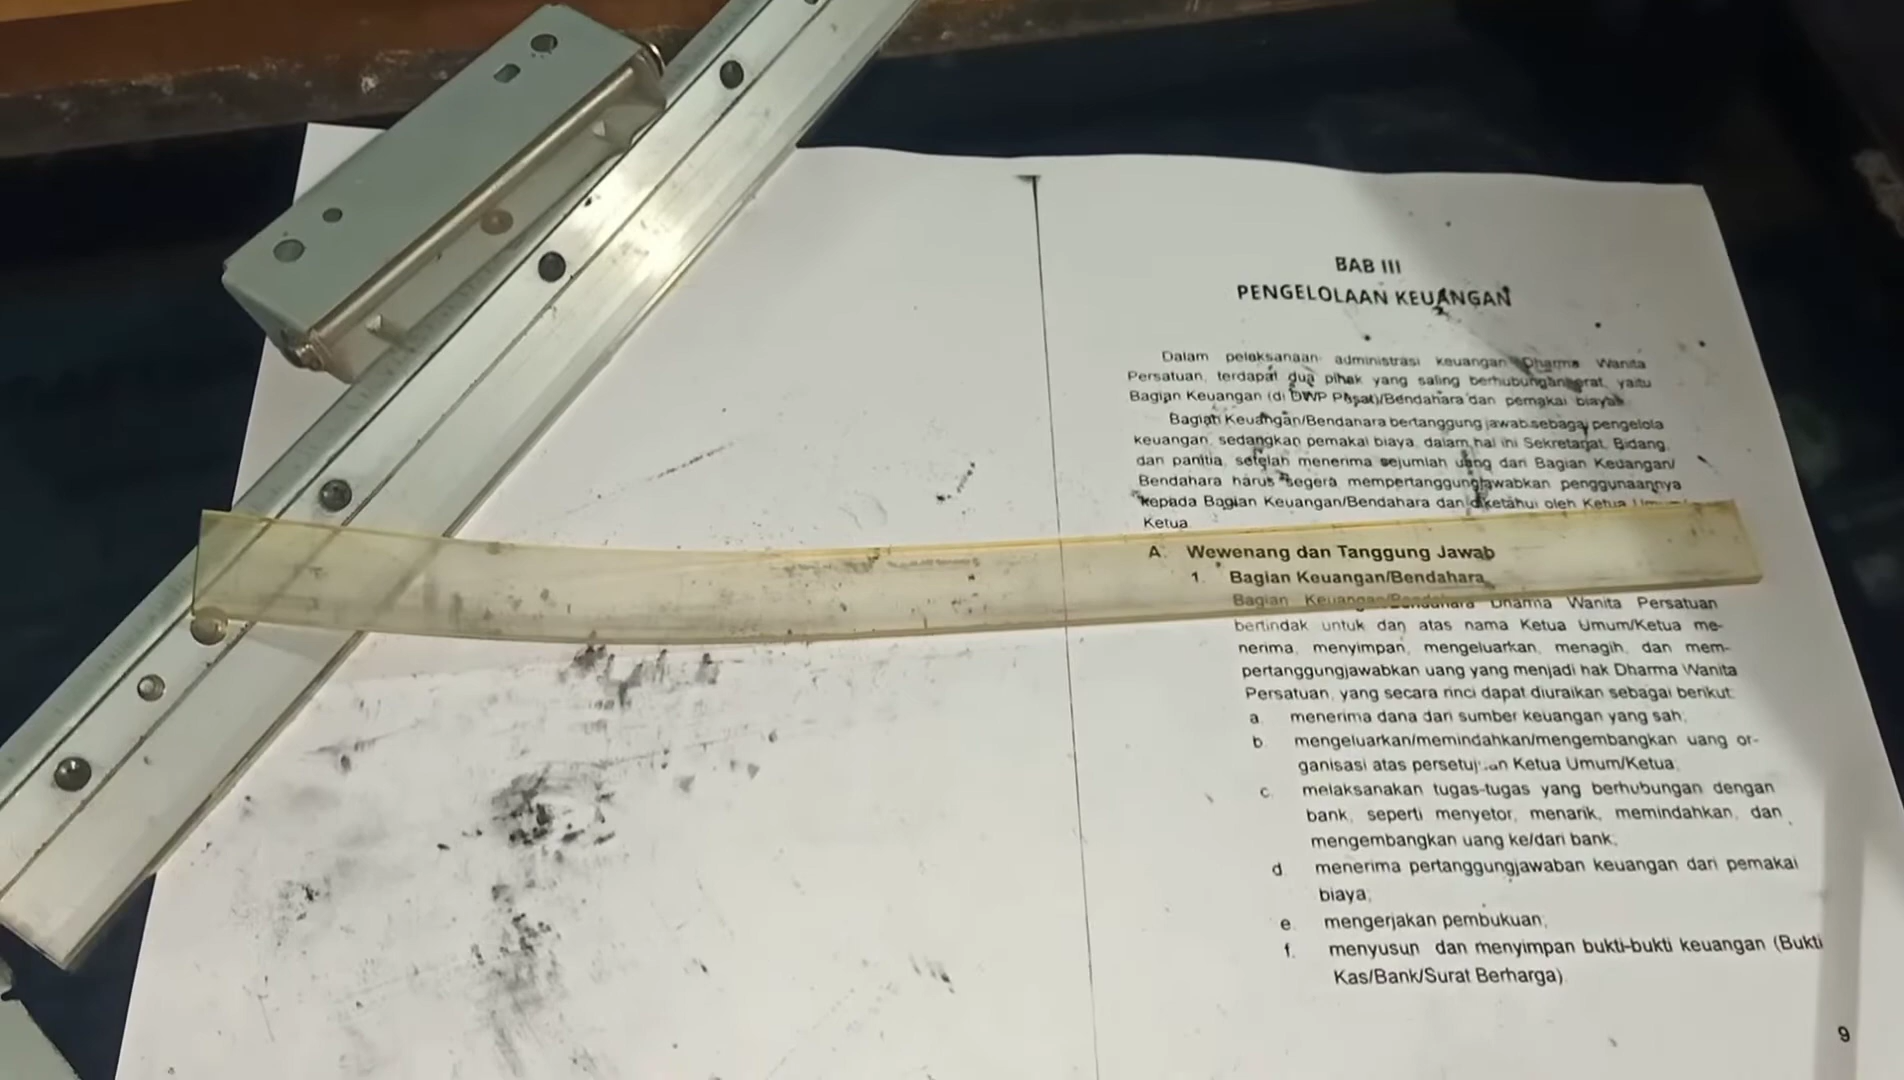 BAB III
PENGELOLAAN KEUANGAN
Dalam pelaksanaan administrasi keuangan Dharma Wanita
Persatuan, terdapat dua pihak yang saling berhubungan erat, yaitu
Bagian Keuangan (di DWP Pusat)/Bendahara dan pemakai biaya.
Bagian Keuangan/Bendahara bertanggung jawab sebagai pengelola
keuangan, sedangkan pemakai biaya, dalam hal ini Sekretariat, Bidang,
dan panitia, setelah menerima sejumlah uang dari Bagian Keuangan/
Bendahara harus segera mempertanggungjawabkan penggunaannya
kepada Bagian Keuangan/Bendahara dan diketahui oleh Ketua
Ketua.
A. Wewenang dan Tanggung Jawab
1. Bagian Keuangan/Bendahara
Bagian Keuangan/Bendahara Dharma Wanita Persatuan
bertindak untuk dan atas nama Ketua Umum/Ketua me-
nerima, menyimpan, mengeluarkan, menagih, dan mem-
pertanggungjawabkan uang yang menjadi hak Dharma Wanita
Persatuan, yang secara rinci dapat diuraikan sebagai berikut:
a. menerima dana dari sumber keuangan yang sah;
b. mengeluarkan/memindahkan/mengembangkan uang or-
ganisasi atas persetujuan Ketua Umum/Ketua;
c. melaksanakan tugas-tugas yang berhubungan dengan
bank, seperti menyetor, menarik, memindahkan, dan
mengembangkan uang ke/dari bank;
d. menerima pertanggungjawaban keuangan dari pemakai
biaya;
e. mengerjakan pembukuan;
f. menyusun dan menyimpan bukti-bukti keuangan (Bukti
Kas/Bank/Surat Berharga)
9